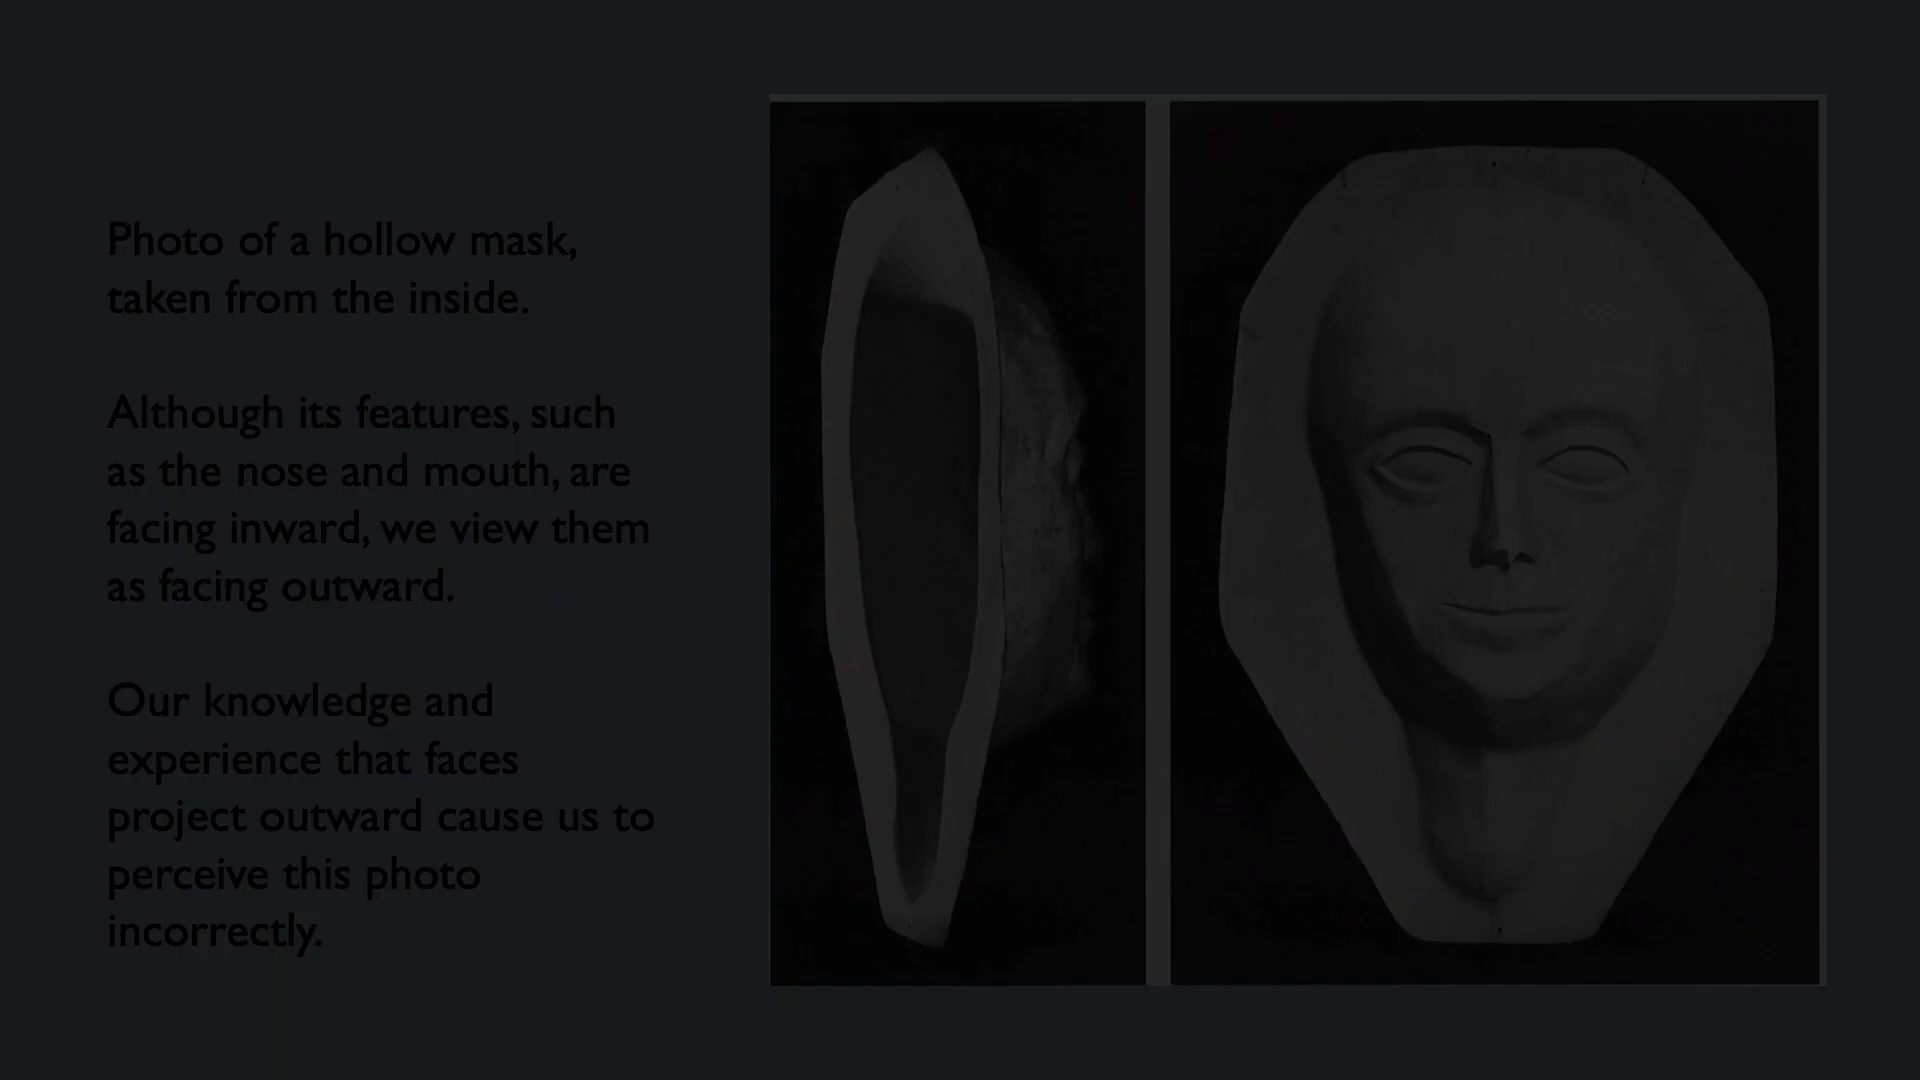 Photo of a hollow mask,
taken from the inside.
Although its features, such
as the nose and mouth, are
facing inward, we view them
as facing outward.
Our knowledge and
experience that faces
project outward cause us to
perceive this photo
incorrectly.